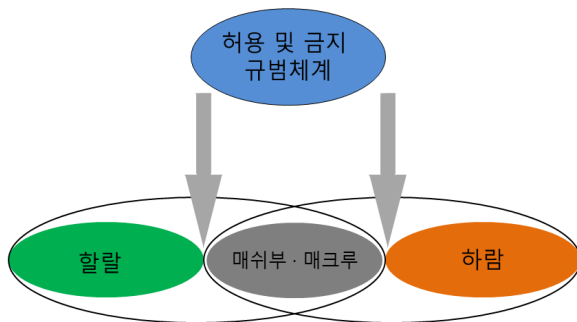 허용 및 금지
규범체계
할랄
매쉬부 · 매크루
하람